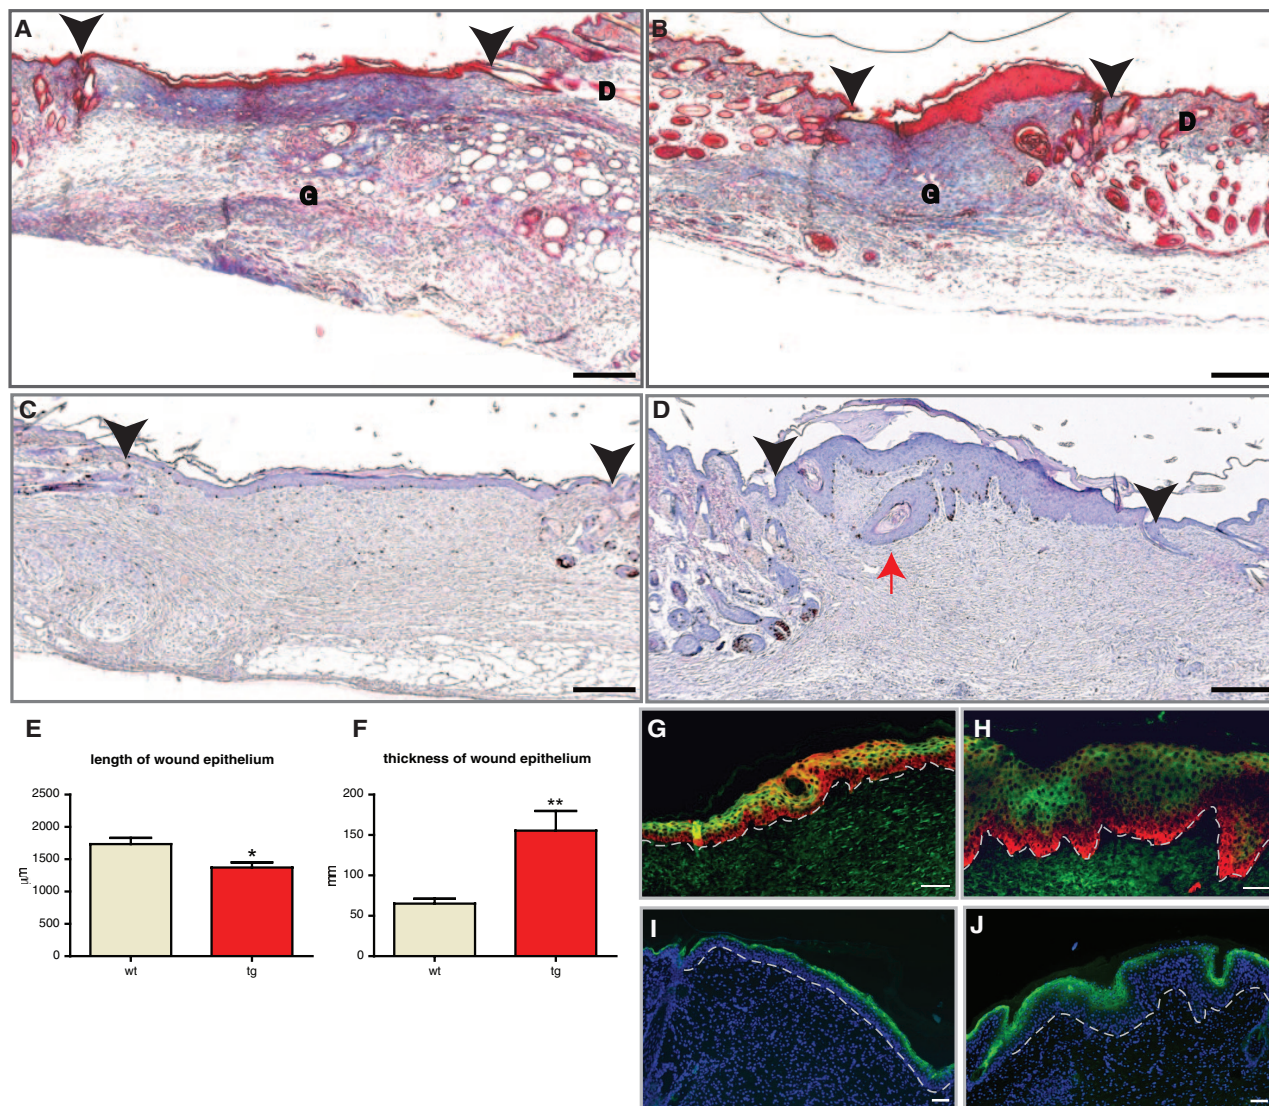 A
B
D
D
G
G
C
D
E
F
length of wound epithelium
thickness of wound epithelium
2500
2000
1500
1000
500
0
μm
*
wt
tg
200
150
100
50
0
mm
**
wt
tg
G
H
I
J